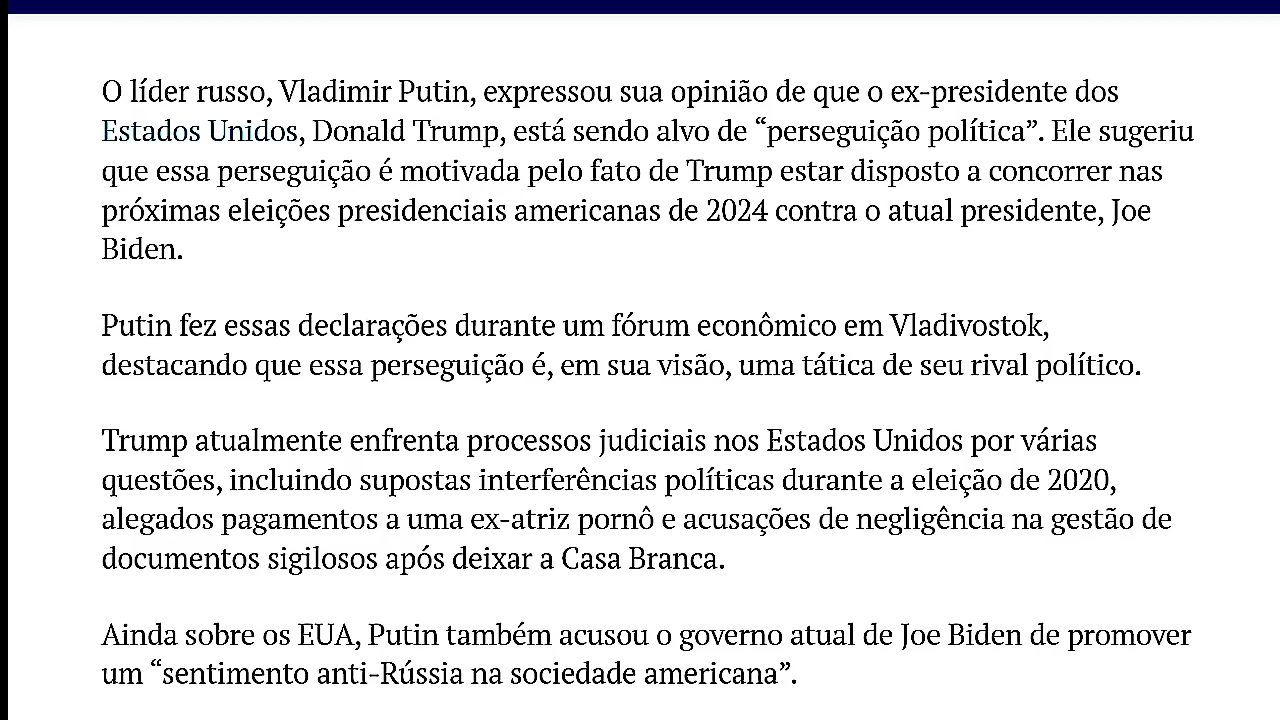 O líder russo, Vladimir Putin, expressou sua opinião de que o ex-presidente dos
Estados Unidos, Donald Trump, está sendo alvo de “perseguição política”. Ele sugeriu
que essa perseguição é motivada pelo fato de Trump estar disposto a concorrer nas
próximas eleições presidenciais americanas de 2024 contra o atual presidente, Joe
Biden.
Putin fez essas declarações durante um fórum econômico em Vladivostok,
destacando que essa perseguição é, em sua visão, uma tática de seu rival político.
Trump atualmente enfrenta processos judiciais nos Estados Unidos por várias
questões, incluindo supostas interferências políticas durante a eleição de 2020,
alegados pagamentos a uma ex-atriz pornô e acusações de negligência na gestão de
documentos sigilosos após deixar a Casa Branca.
Ainda sobre os EUA, Putin também acusou o governo atual de Joe Biden de promover
um “sentimento anti-Rússia na sociedade americana”.